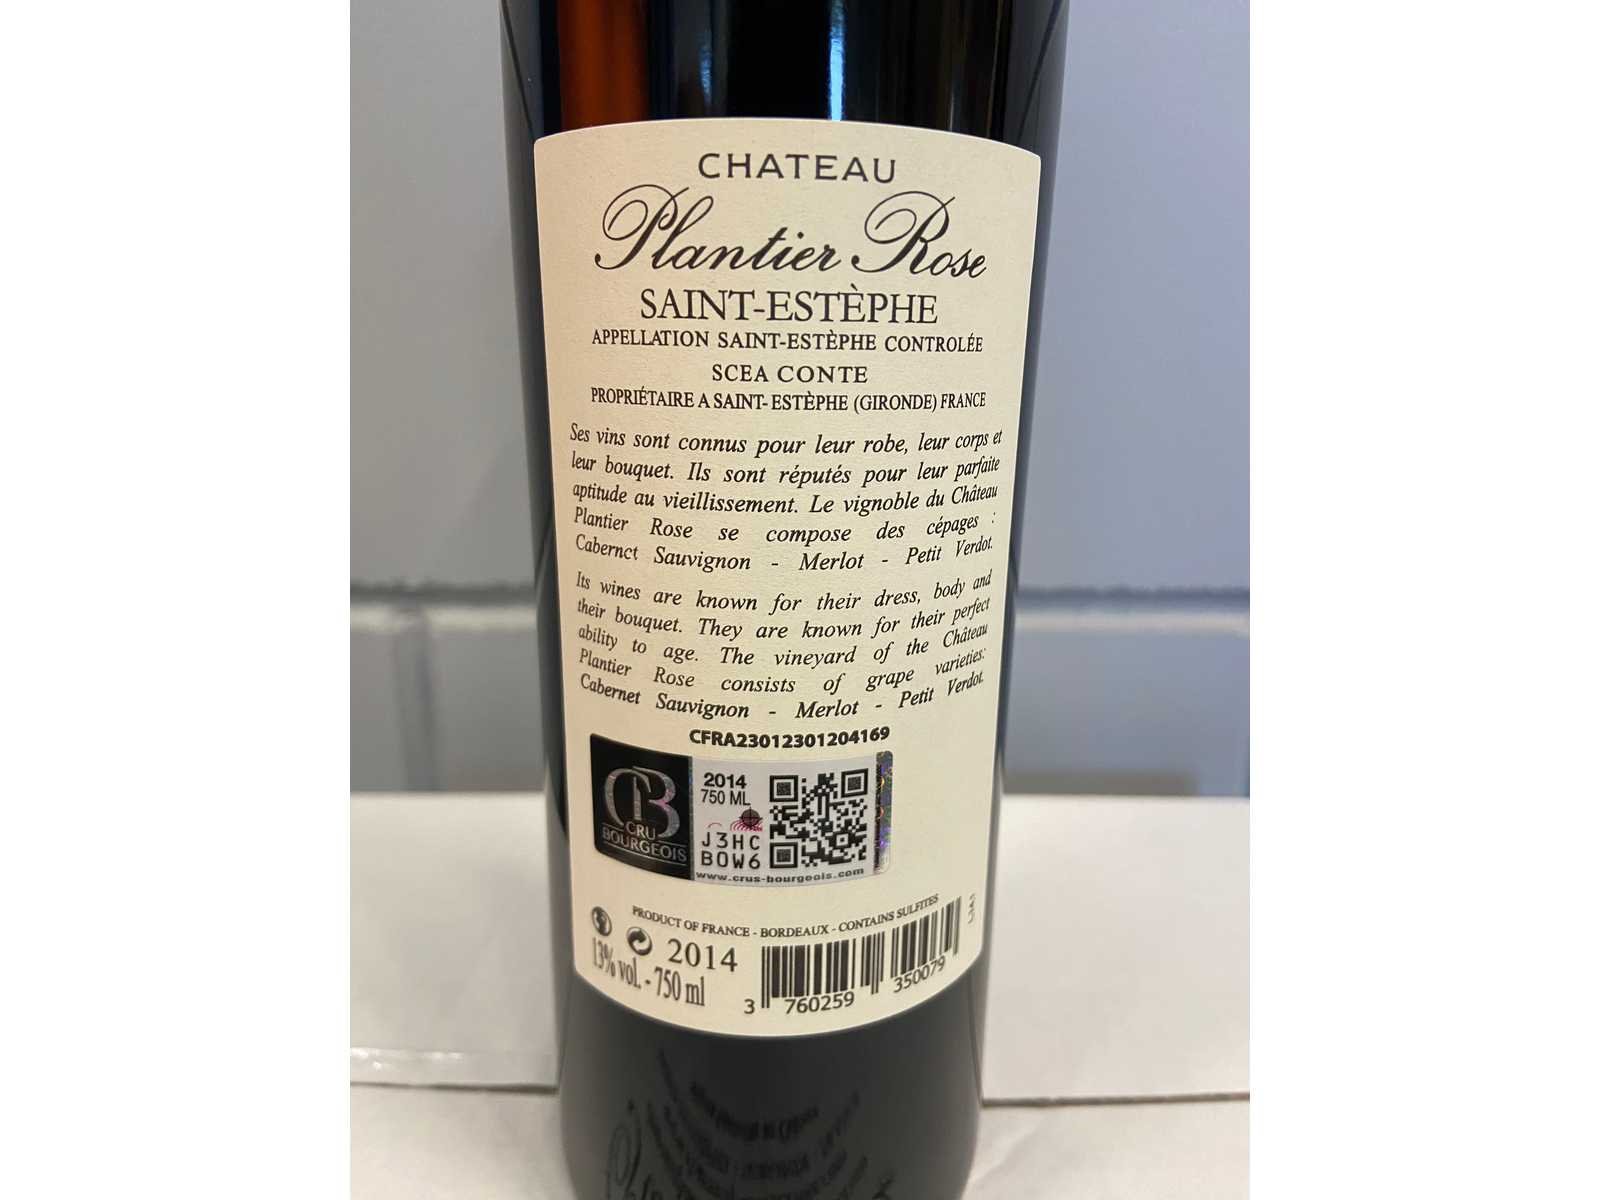 CHATEAU
Plantier Rose
SAINT-ESTÈPHE
APPELLATION SAINT-ESTÈPHE CONTROLÉE
SCEA CONTE
PROPRIÉTAIRE A SAINT-ESTÈPHE (GIRONDE) FRANCE
Ses vins sont connus pour leur robe, leur corps et
leur bouquet. Ils sont réputés pour leur parfaite
aptitude au vieillissement. Le vignoble du Château
Plantier Rose se compose des cépages :
Cabernct Sauvignon - Merlot - Petit Verdot.
Its wines are known for their dress, body and
their bouquet. They are known for their perfect
ability to age. The vineyard of the Château
Plantier Rose consists of grape varieties:
Cabernet Sauvignon - Merlot - Petit Verdot.
CFRA23012301204169
CB
CRU
BOURGEOIS
2014
750 ML
J3HC
BOW6
www.crus-bourgeois.com
PRODUCT OF FRANCE - BORDEAUX - CONTAINS SULFITES
2014
13% vol. - 750 ml
3 760259 350079